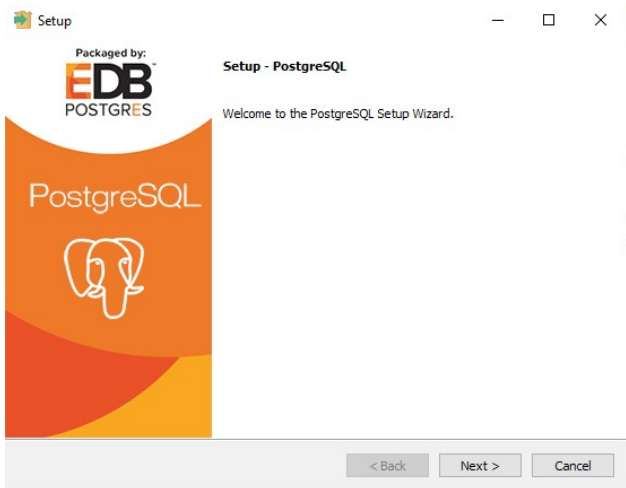 Setup
Packaged by:
EDB
POSTGRES
PostgreSQL
Setup - PostgreSQL
Welcome to the PostgreSQL Setup Wizard.
< Back
Next >
Cancel